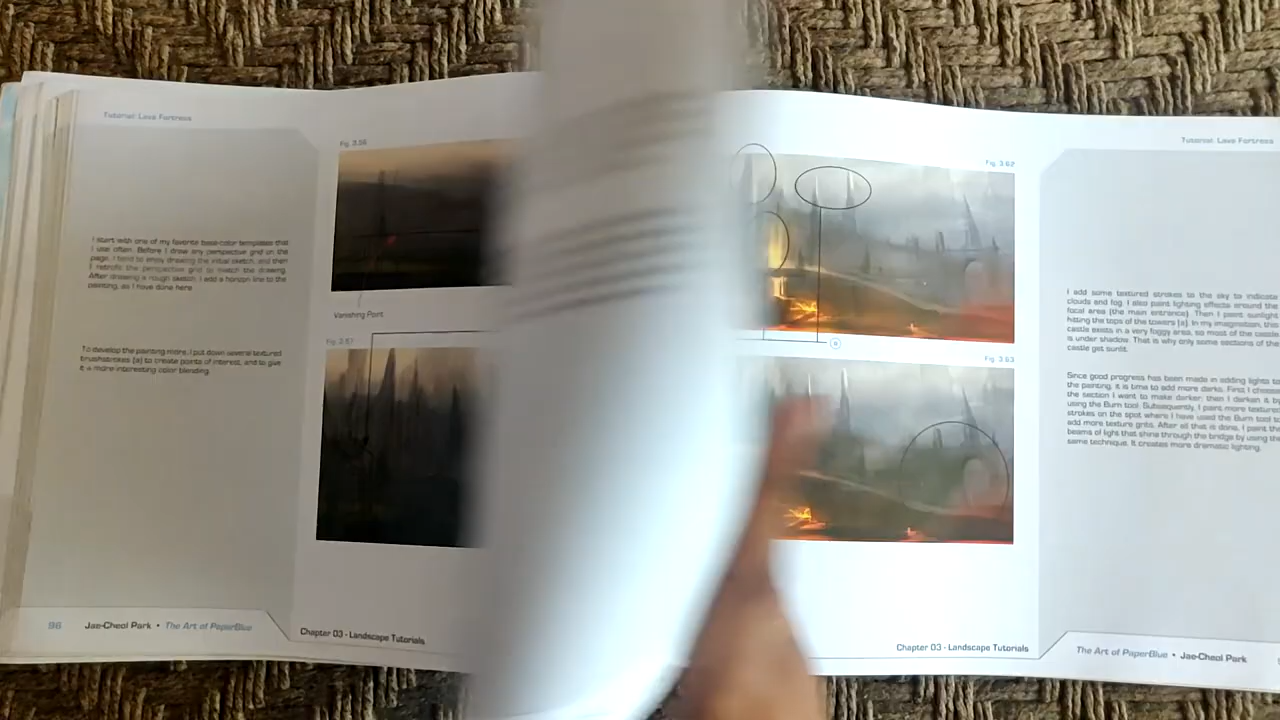 Tutorial: Lava Fortress
Fig. 3.56
I start with one of my favorite base-color templates that
I use often. Before I draw any perspective grid on the
page, I tend to enjoy drawing the initial sketch, and then
I retrofit the perspective grid to match the drawing.
After drawing a rough sketch, I add a horizon line to the
painting, as I have done here.
Vanishing Point
Fig. 3.57
To develop the painting more, I put down several textured
brushstrokes (a) to create points of interest, and to give
it a more interesting color blending.
96 Jae-Cheol Park • The Art of PaperBlue
Chapter 03 - Landscape Tutorials
Tutorial: Lava Fortress
Fig. 3.62
I add some textured strokes to the sky to indicate
clouds and fog. I also paint lighting effects around the
focal area (the main entrance). Then I paint sunlight
hitting the tops of the towers (a). In my imagination, this
castle exists in a very foggy area, so most of the castle
is under shadow. That is why only some sections of the
castle get sunlit.
Fig. 3.63
Since good progress has been made in adding lights to
the painting, it is time to add more darks. First, I choose
the section I want to make darker; then I darken it by
using the Burn tool. Subsequently, I paint more textured
strokes on the spot where I have used the Burn tool to
add more texture grits. After all that is done, I paint the
beams of light that shine through the bridge by using the
same technique. It creates more dramatic lighting.
Chapter 03 - Landscape Tutorials
The Art of PaperBlue • Jae-Cheol Park